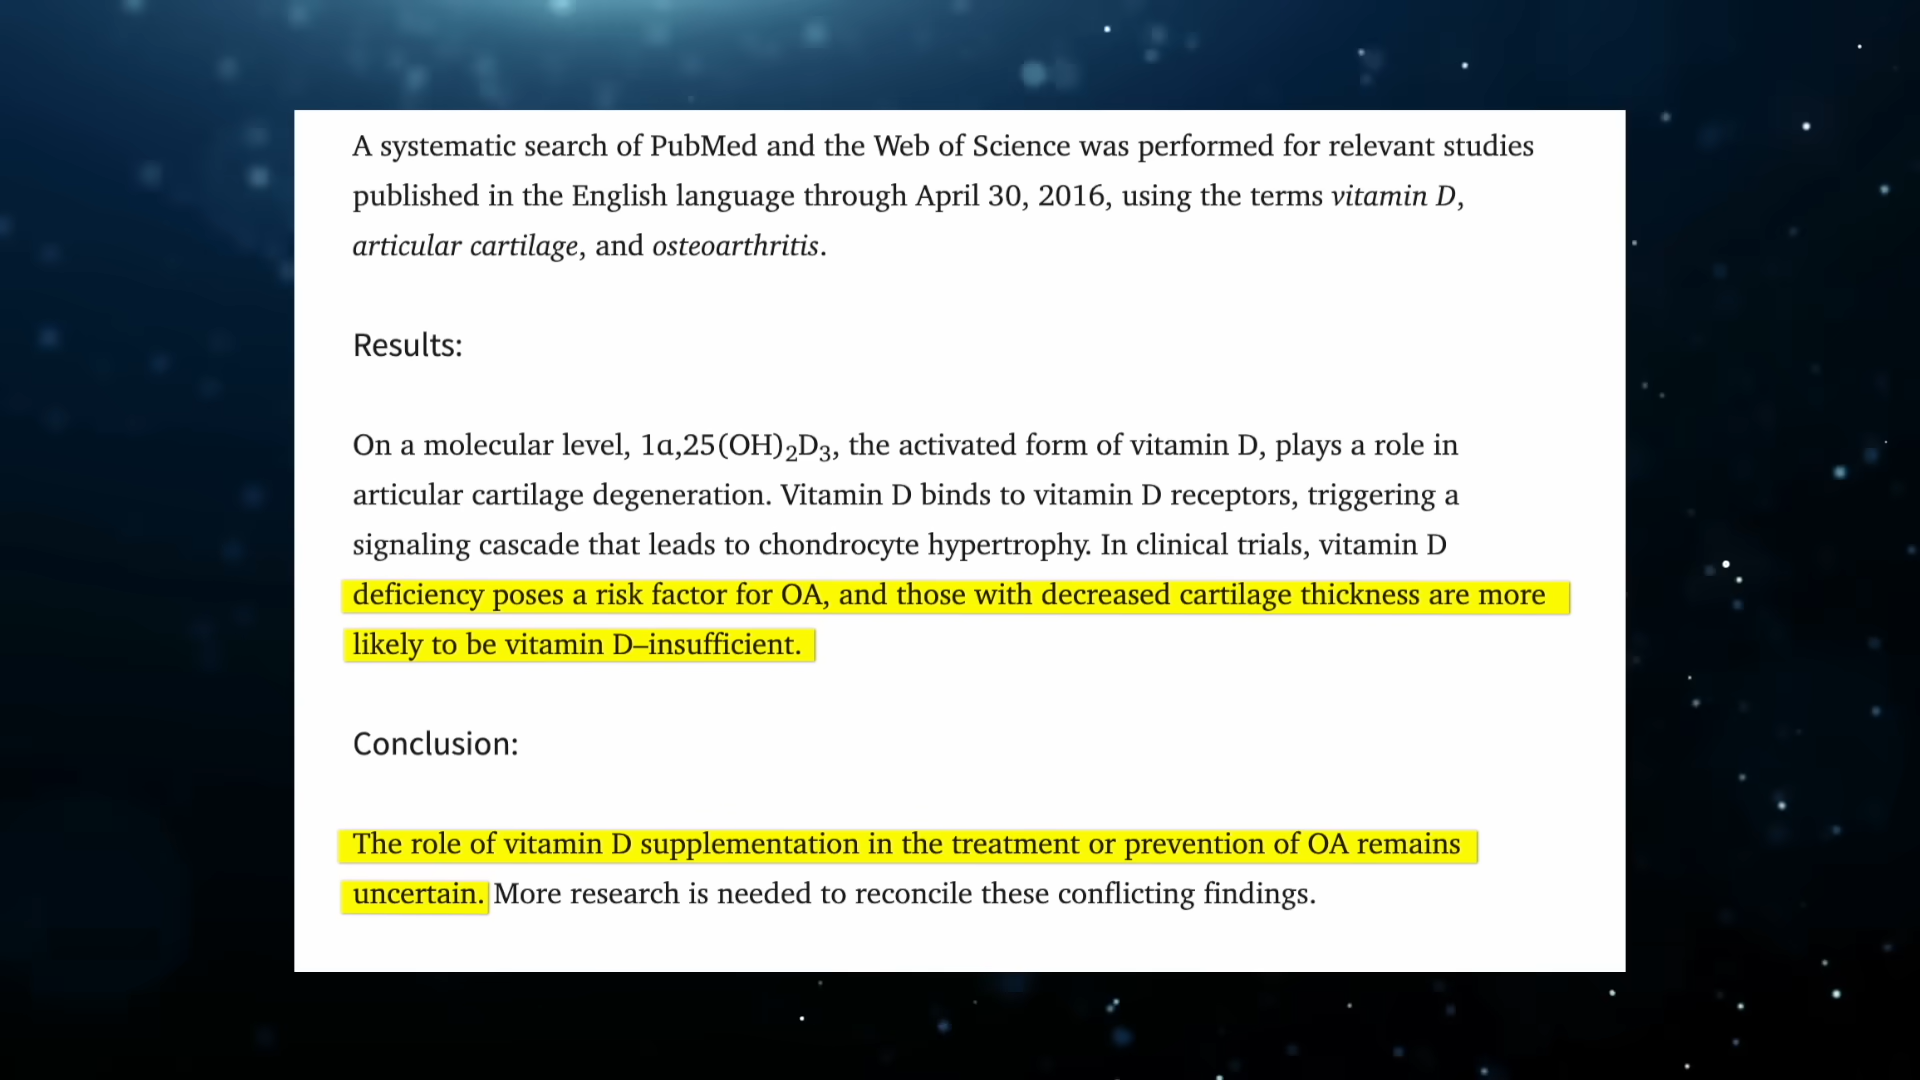 A systematic search of PubMed and the Web of Science was performed for relevant studies
published in the English language through April 30, 2016, using the terms vitamin D,
articular cartilage, and osteoarthritis.
Results:
On a molecular level, 1α,25(OH)₂D₃, the activated form of vitamin D, plays a role in
articular cartilage degeneration. Vitamin D binds to vitamin D receptors, triggering a
signaling cascade that leads to chondrocyte hypertrophy. In clinical trials, vitamin D
deficiency poses a risk factor for OA, and those with decreased cartilage thickness are more
likely to be vitamin D–insufficient.
Conclusion:
The role of vitamin D supplementation in the treatment or prevention of OA remains
uncertain. More research is needed to reconcile these conflicting findings.